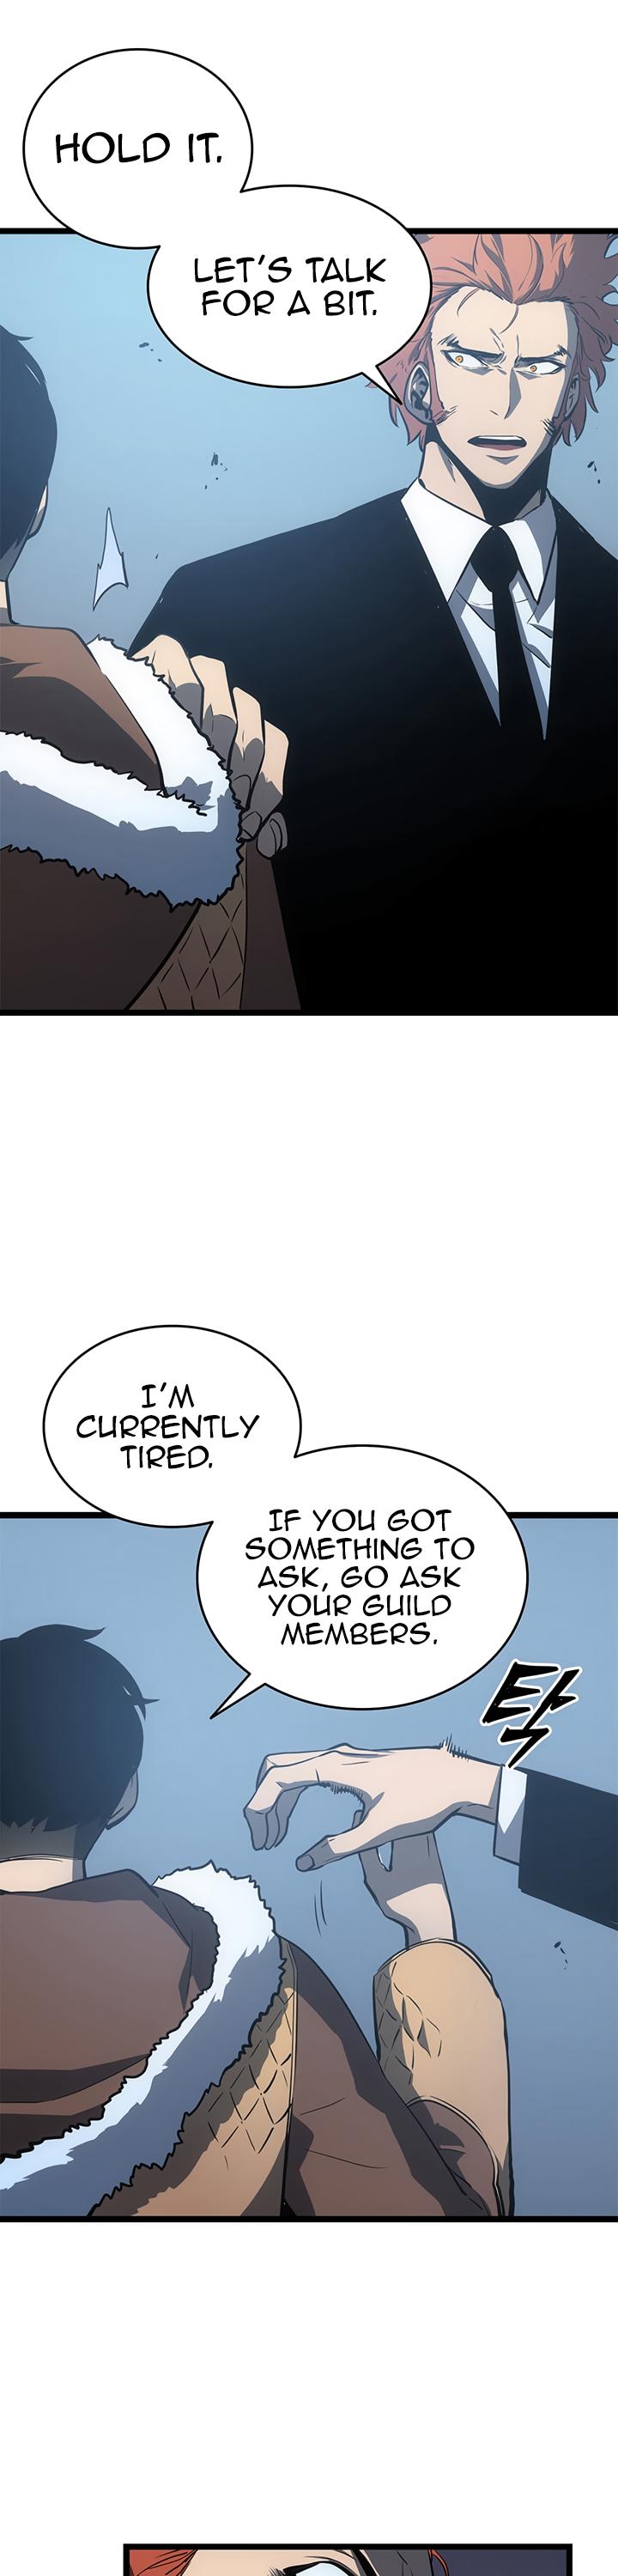 HOLD IT.
LET'S TALK
FOR A BIT.
I'M
CURRENTLY
TIRED.
IF YOU GOT
SOMETHING TO
ASK, GO ASK
YOUR GUILD
MEMBERS.
탁